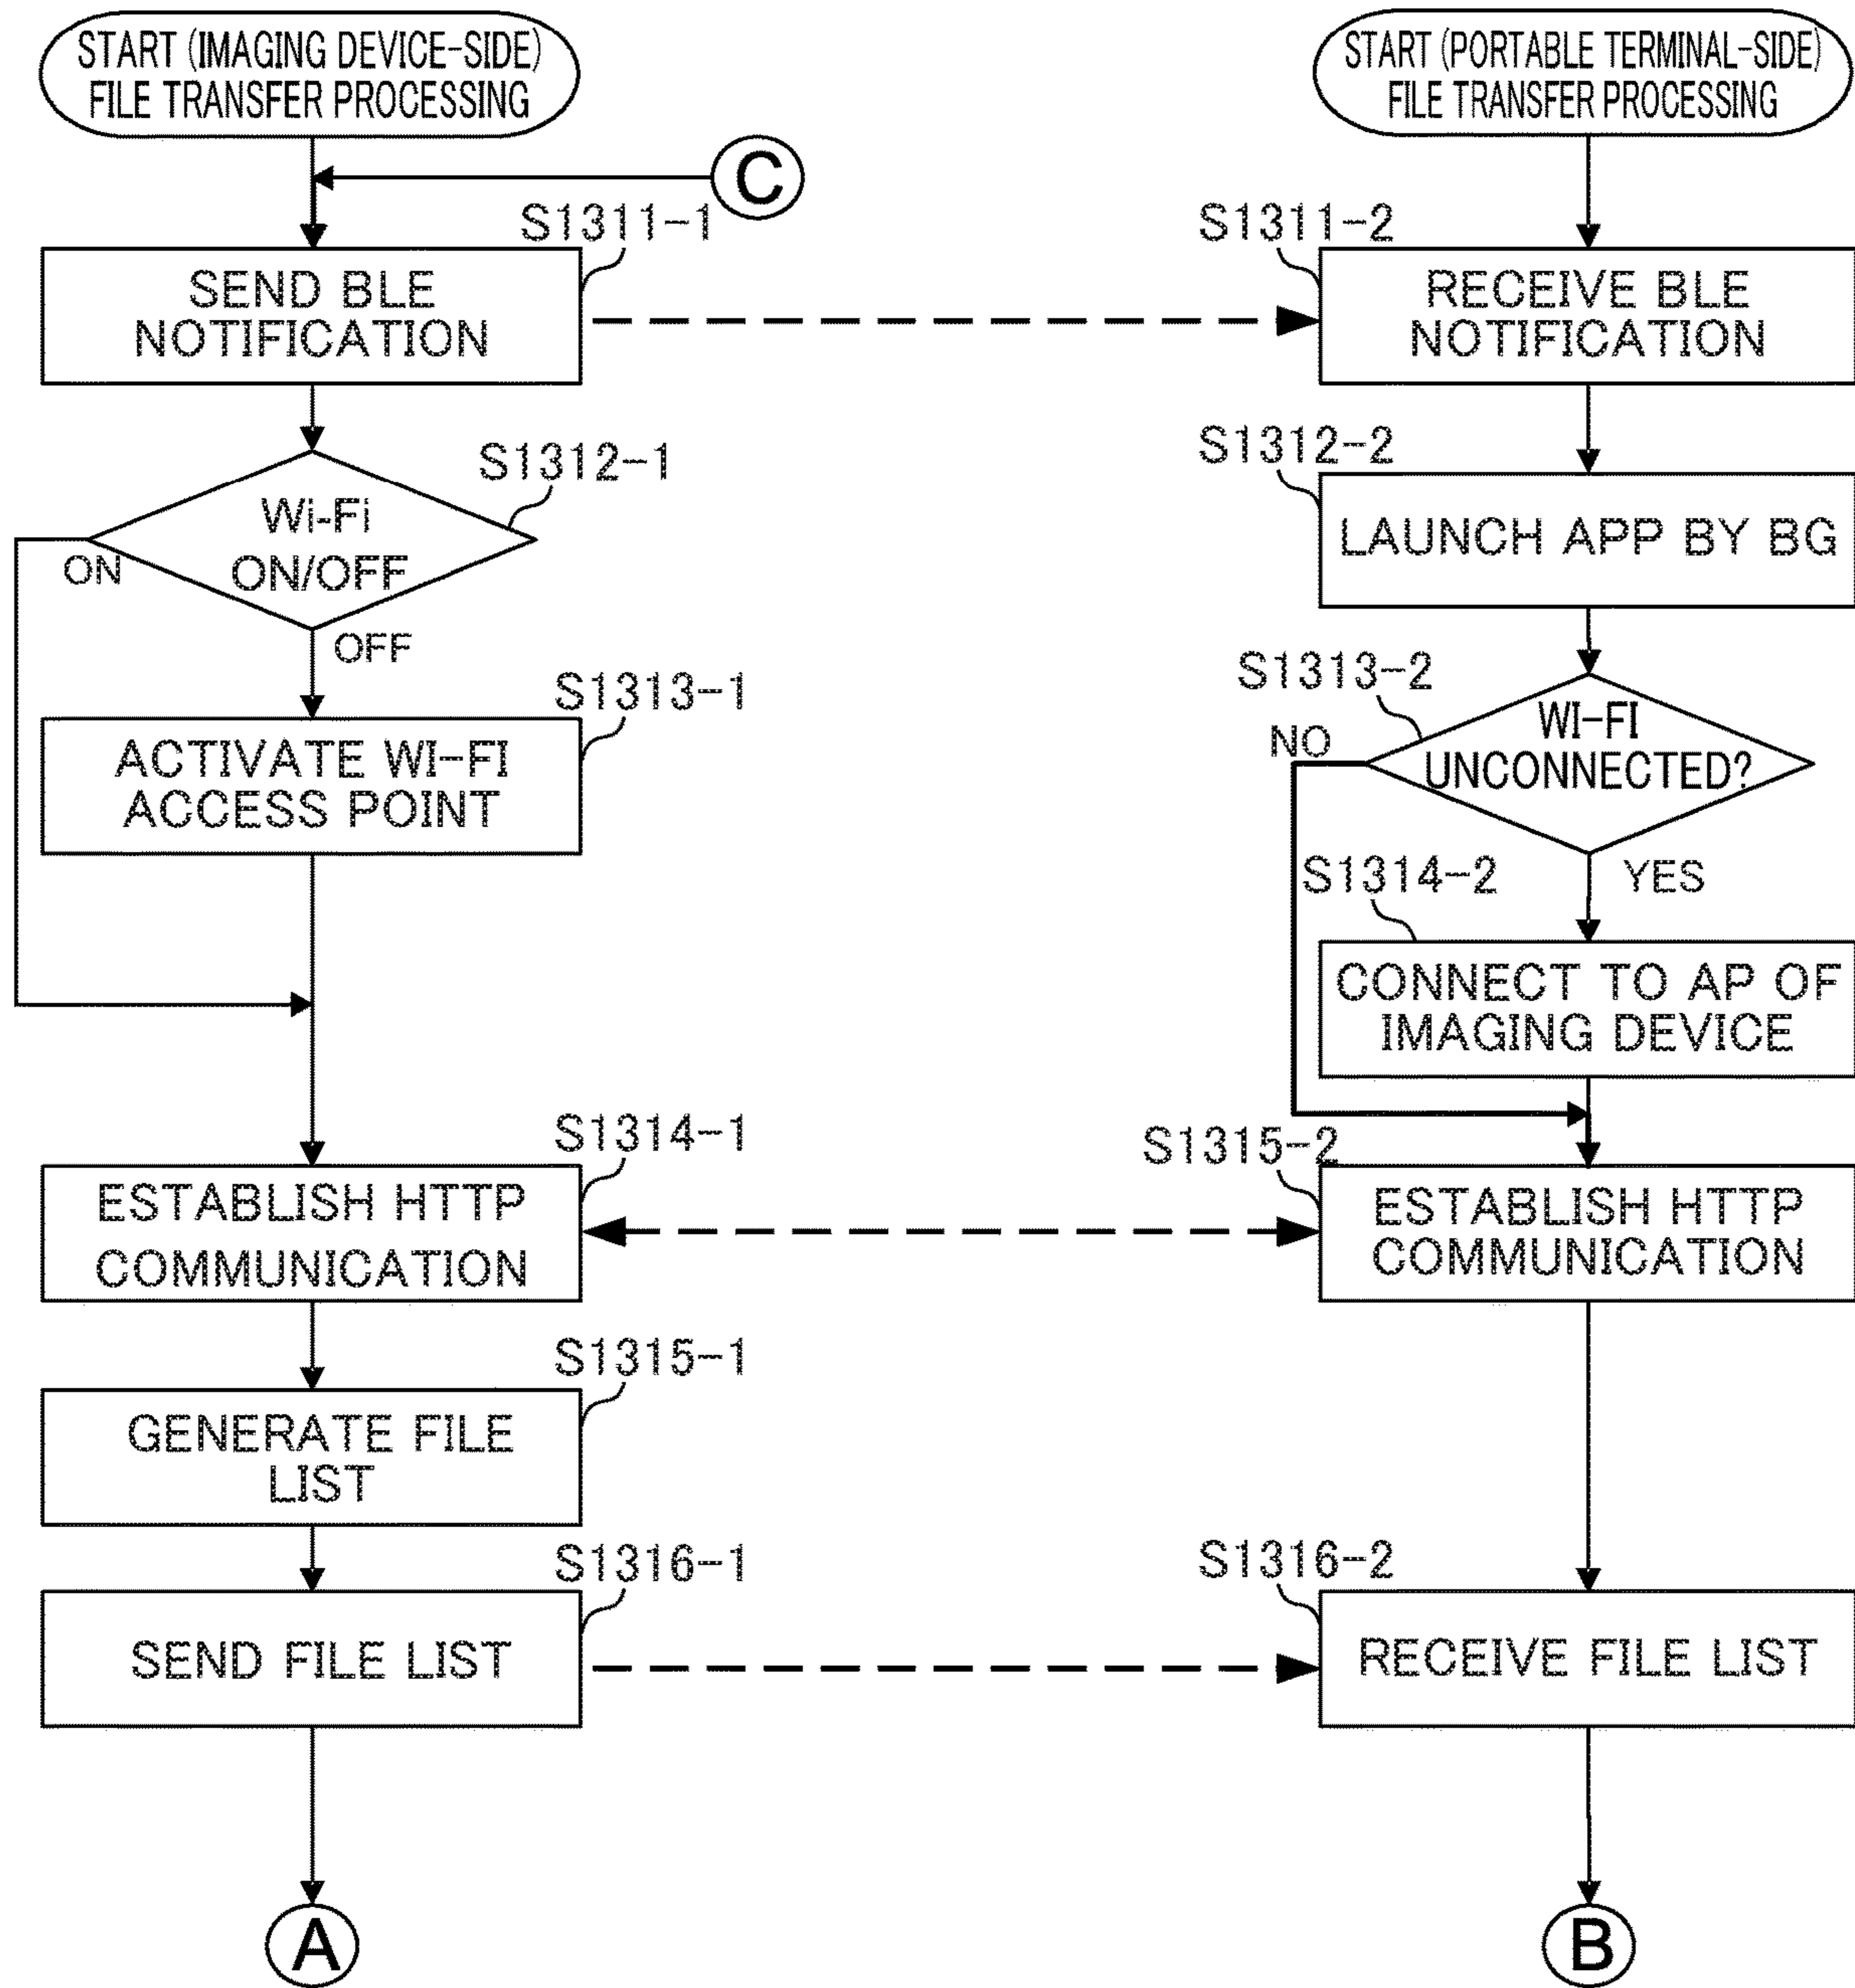 START (IMAGING DEVICE-SIDE)
FILE TRANSFER PROCESSING
C
S1311-1
SEND BLE
NOTIFICATION
S1312-1
Wi-Fi
ON/OFF
ON
OFF
S1313-1
ACTIVATE WI-FI
ACCESS POINT
S1314-1
ESTABLISH HTTP
COMMUNICATION
S1315-1
GENERATE FILE
LIST
S1316-1
SEND FILE LIST
A
START (PORTABLE TERMINAL-SIDE)
FILE TRANSFER PROCESSING
S1311-2
RECEIVE BLE
NOTIFICATION
S1312-2
LAUNCH APP BY BG
S1313-2
WI-FI
UNCONNECTED?
NO
YES
S1314-2
CONNECT TO AP OF
IMAGING DEVICE
S1315-2
ESTABLISH HTTP
COMMUNICATION
S1316-2
RECEIVE FILE LIST
B